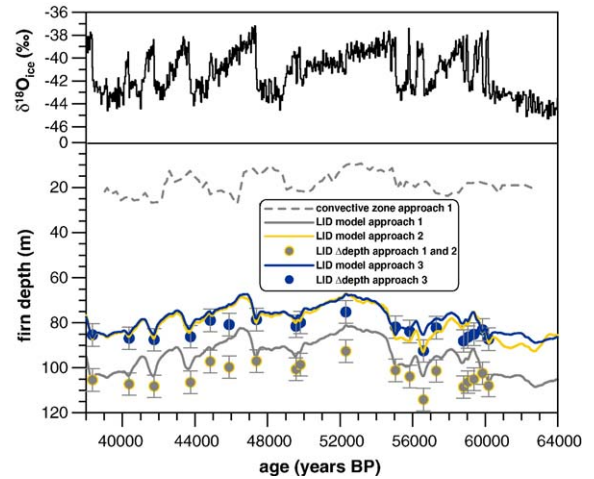 -36
-38
-40
-42
-44
-46
δ¹⁸O_Ice (‰)
0
20
40
60
80
100
120
firn depth (m)
convective zone approach 1
LID model approach 1
LID model approach 2
LID Δdepth approach 1 and 2
LID model approach 3
LID Δdepth approach 3
40000 44000 48000 52000 56000 60000 64000
age (years BP)